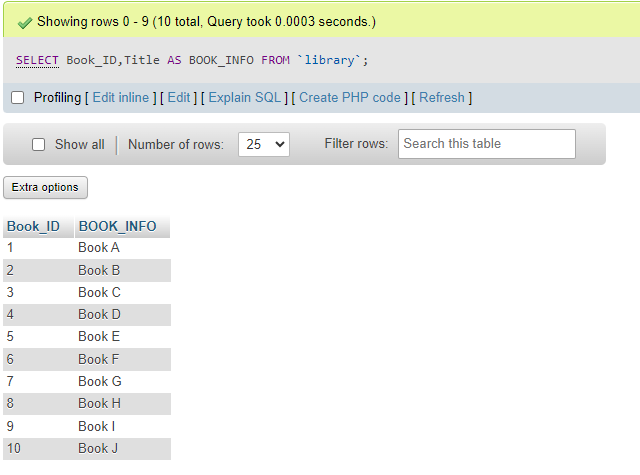 Showing rows 0 - 9 (10 total, Query took 0.0003 seconds.)
SELECT Book_ID,Title AS BOOK_INFO FROM `library`;
Profiling [ Edit inline ] [ Edit ] [ Explain SQL ] [ Create PHP code ] [ Refresh ]
Show all Number of rows: 25 Filter rows: Search this table
Extra options
Book_ID BOOK_INFO
1 Book A
2 Book B
3 Book C
4 Book D
5 Book E
6 Book F
7 Book G
8 Book H
9 Book I
10 Book J